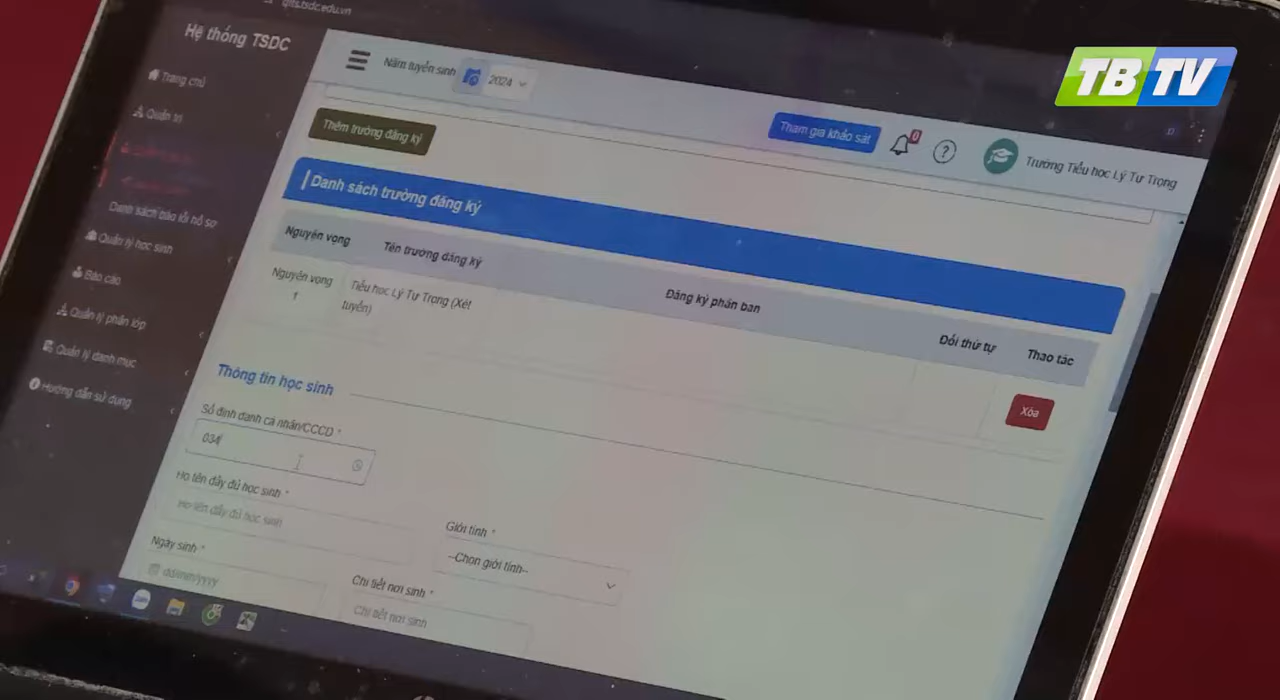 qlts.tsdc.edu.vn
TBTV
Hệ thống TSDC
Năm tuyển sinh
2024
Tham gia khảo sát
0
?
Trường Tiểu học Lý Tự Trọng
Trang chủ
Quản trị
Danh sách báo lỗi hồ sơ
Quản lý học sinh
Báo cáo
Quản lý phân lớp
Quản lý danh mục
Hướng dẫn sử dụng
Thêm trường đăng ký
Danh sách trường đăng ký
Nguyện vọng
Tên trường đăng ký
Đăng ký phân ban
Đổi thứ tự
Thao tác
Nguyện vọng
1
Tiểu học Lý Tự Trọng (Xét
tuyển)
Xóa
Thông tin học sinh
Số định danh cá nhân/CCCD *
034
Họ tên đầy đủ học sinh *
Họ tên đầy đủ học sinh
Giới tính *
--Chọn giới tính--
Ngày sinh *
dd/mm/yyyy
Chi tiết nơi sinh *
Chi tiết nơi sinh